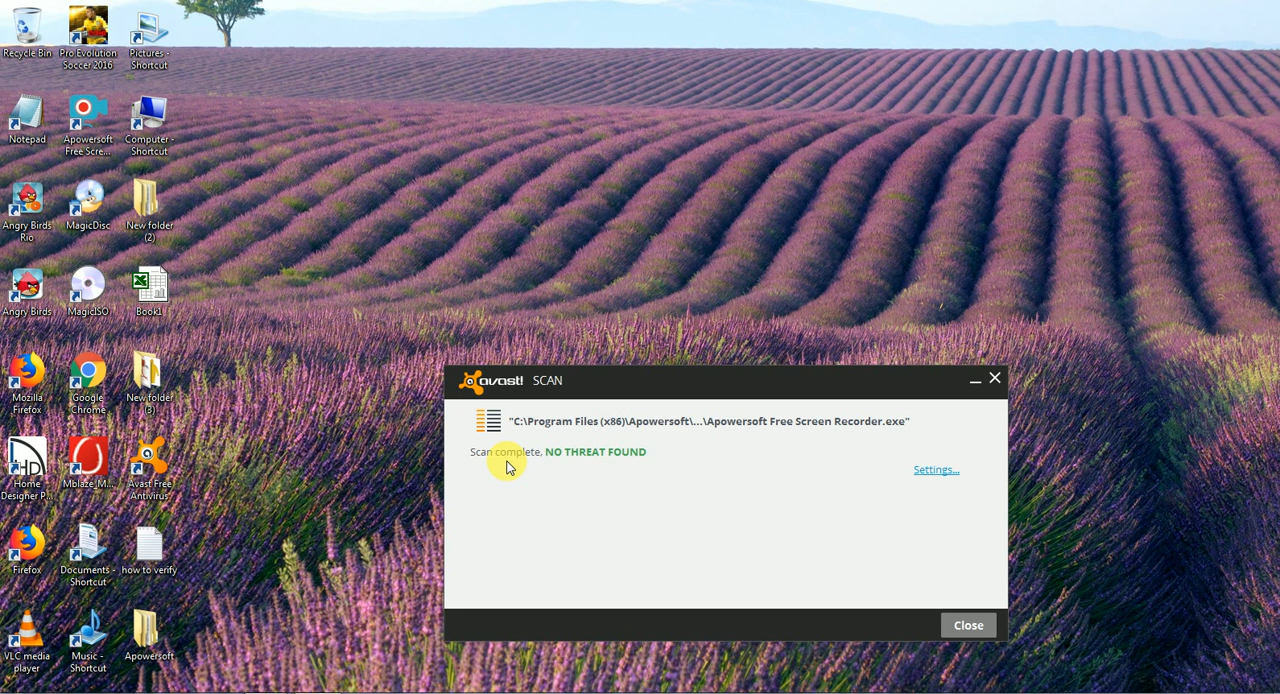 Recycle Bin
Pro Evolution
Soccer 2016
Pictures -
Shortcut
Notepad
Apowersoft
Free Scre...
Computer -
Shortcut
Angry Birds
Rio
MagicDisc
New folder
(2)
Angry Birds
MagicISO
Book1
Mozilla
Firefox
Google
Chrome
New folder
(3)
HD
Home
Designer P...
Mblaze_M...
Avast Free
Antivirus
Firefox
Documents -
Shortcut
how to verify
VLC media
player
Music -
Shortcut
Apowersoft
avast! SCAN
"C:\Program Files (x86)\Apowersoft\...\Apowersoft Free Screen Recorder.exe"
Scan complete, NO THREAT FOUND
Settings...
Close